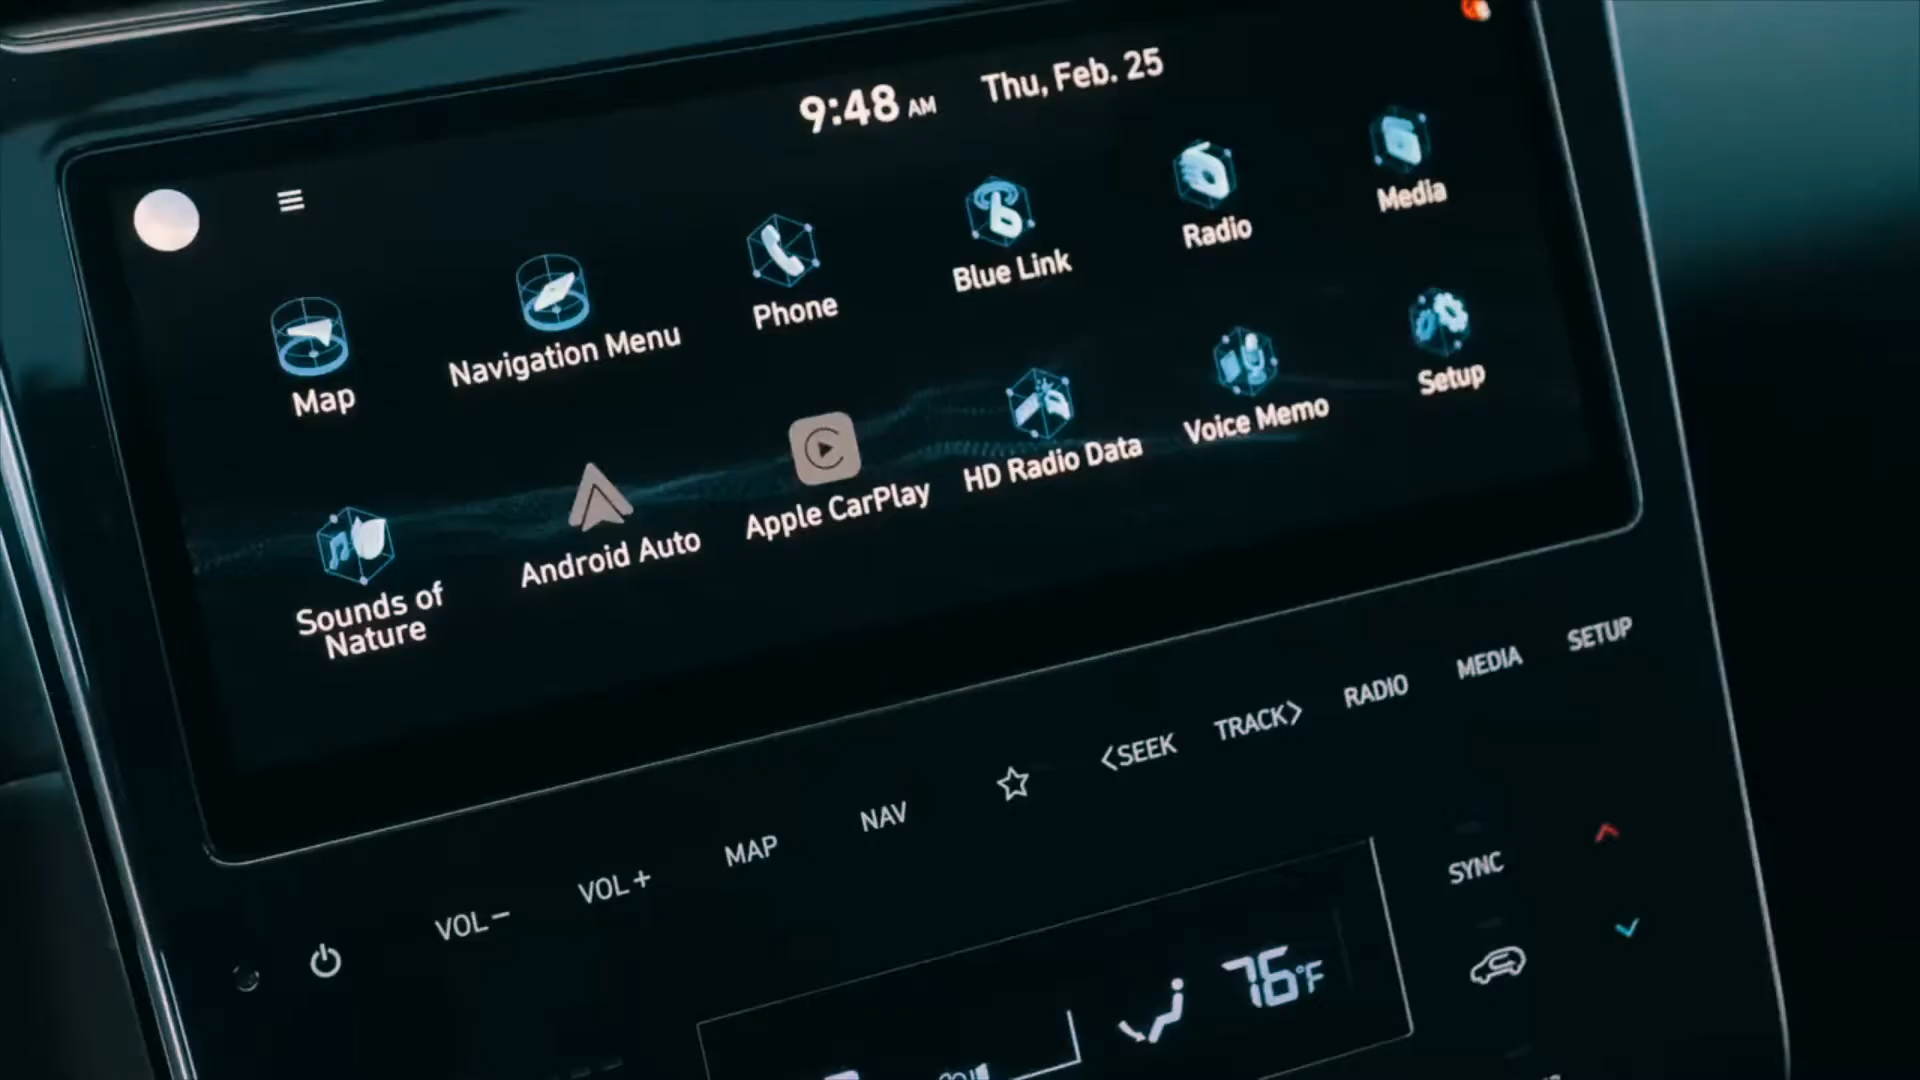 9:48 AM Thu, Feb. 25
Map
Navigation Menu
Phone
Blue Link
Radio
Media
Sounds of
Nature
Android Auto
Apple CarPlay
HD Radio Data
Voice Memo
Setup
VOL−
VOL+
MAP
NAV
<SEEK
TRACK>
RADIO
MEDIA
SETUP
SYNC
76°F